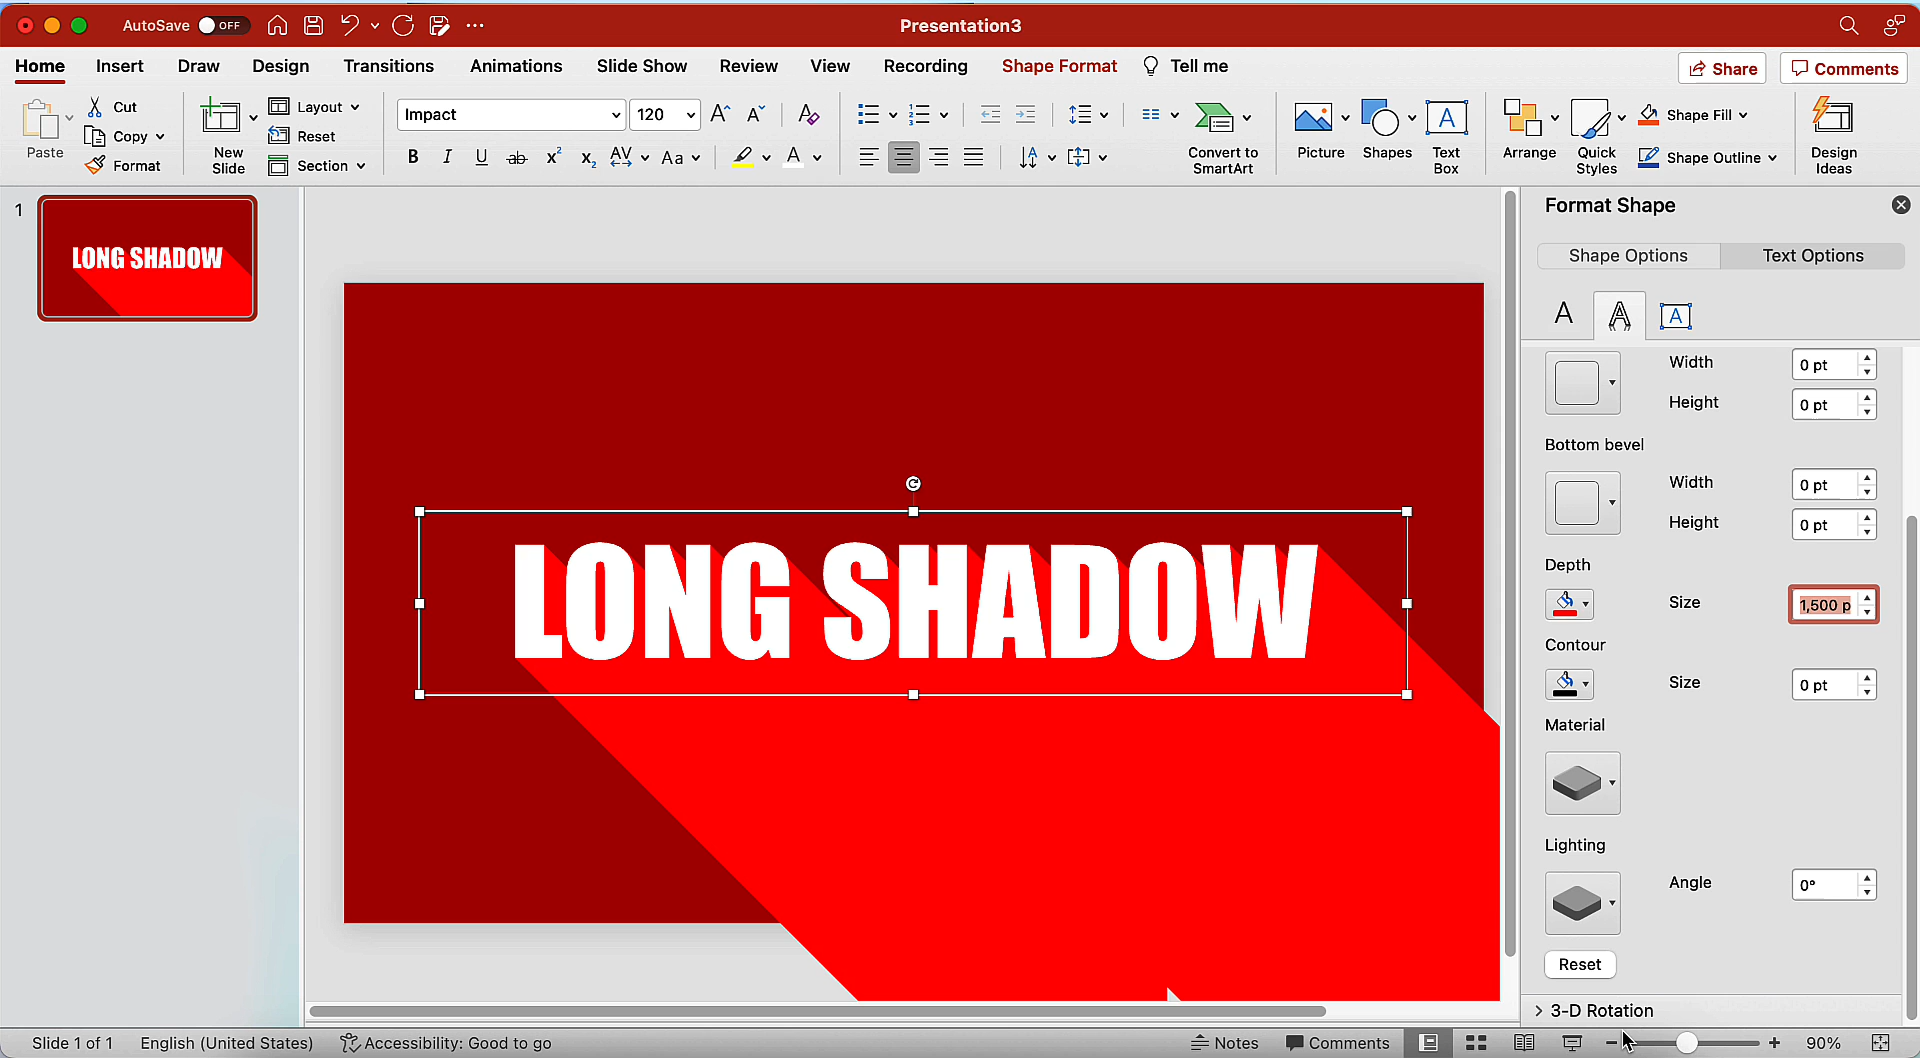 AutoSave OFF
Presentation3
Home Insert Draw Design Transitions Animations Slide Show Review View Recording Shape Format Tell me
Share Comments
Paste
Cut
Copy
Format
New Slide
Layout
Reset
Section
Impact 120
B I U ab x² x₂ AV Aa A
Convert to SmartArt
Picture
Shapes
Text Box
Arrange
Quick Styles
Shape Fill
Shape Outline
Design Ideas
1
LONG SHADOW
LONG SHADOW
Format Shape
Shape Options Text Options
A A A
Width 0 pt
Height 0 pt
Bottom bevel
Width 0 pt
Height 0 pt
Depth
Size 1,500 p
Contour
Size 0 pt
Material
Lighting
Angle 0°
Reset
3-D Rotation
Slide 1 of 1 English (United States) Accessibility: Good to go Notes Comments 90%